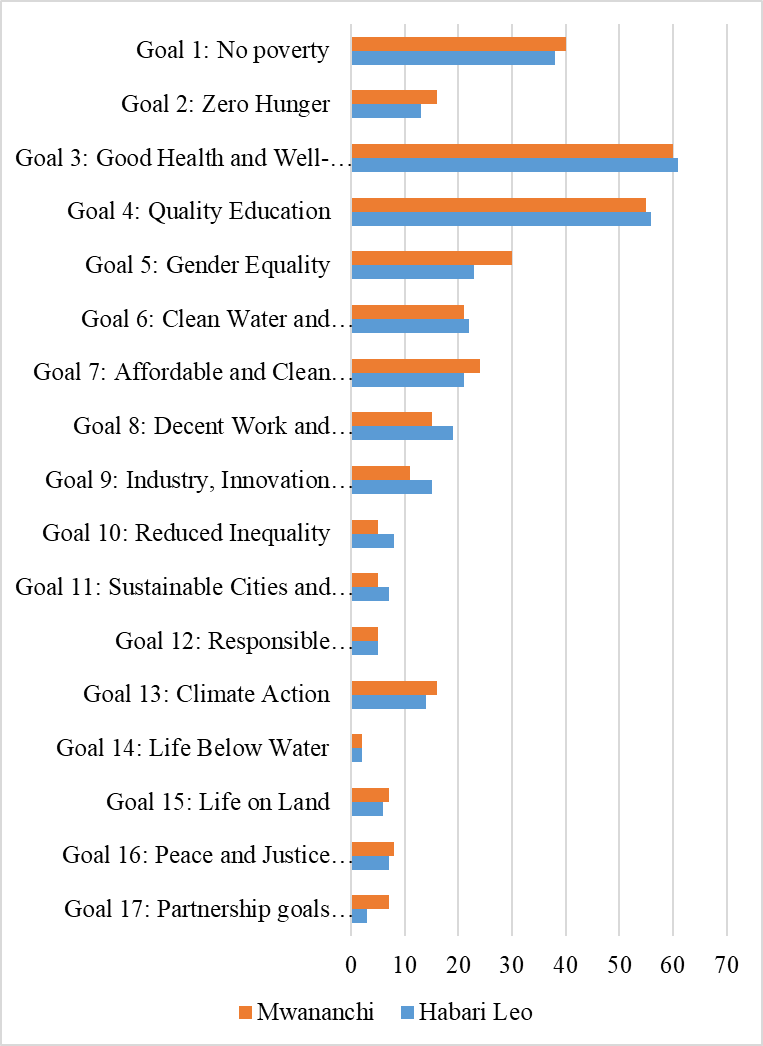 Goal 1: No poverty
Goal 2: Zero Hunger
Goal 3: Good Health and Well-…
Goal 4: Quality Education
Goal 5: Gender Equality
Goal 6: Clean Water and…
Goal 7: Affordable and Clean…
Goal 8: Decent Work and…
Goal 9: Industry, Innovation…
Goal 10: Reduced Inequality
Goal 11: Sustainable Cities and…
Goal 12: Responsible…
Goal 13: Climate Action
Goal 14: Life Below Water
Goal 15: Life on Land
Goal 16: Peace and Justice…
Goal 17: Partnership goals…
0 10 20 30 40 50 60 70
Mwananchi Habari Leo